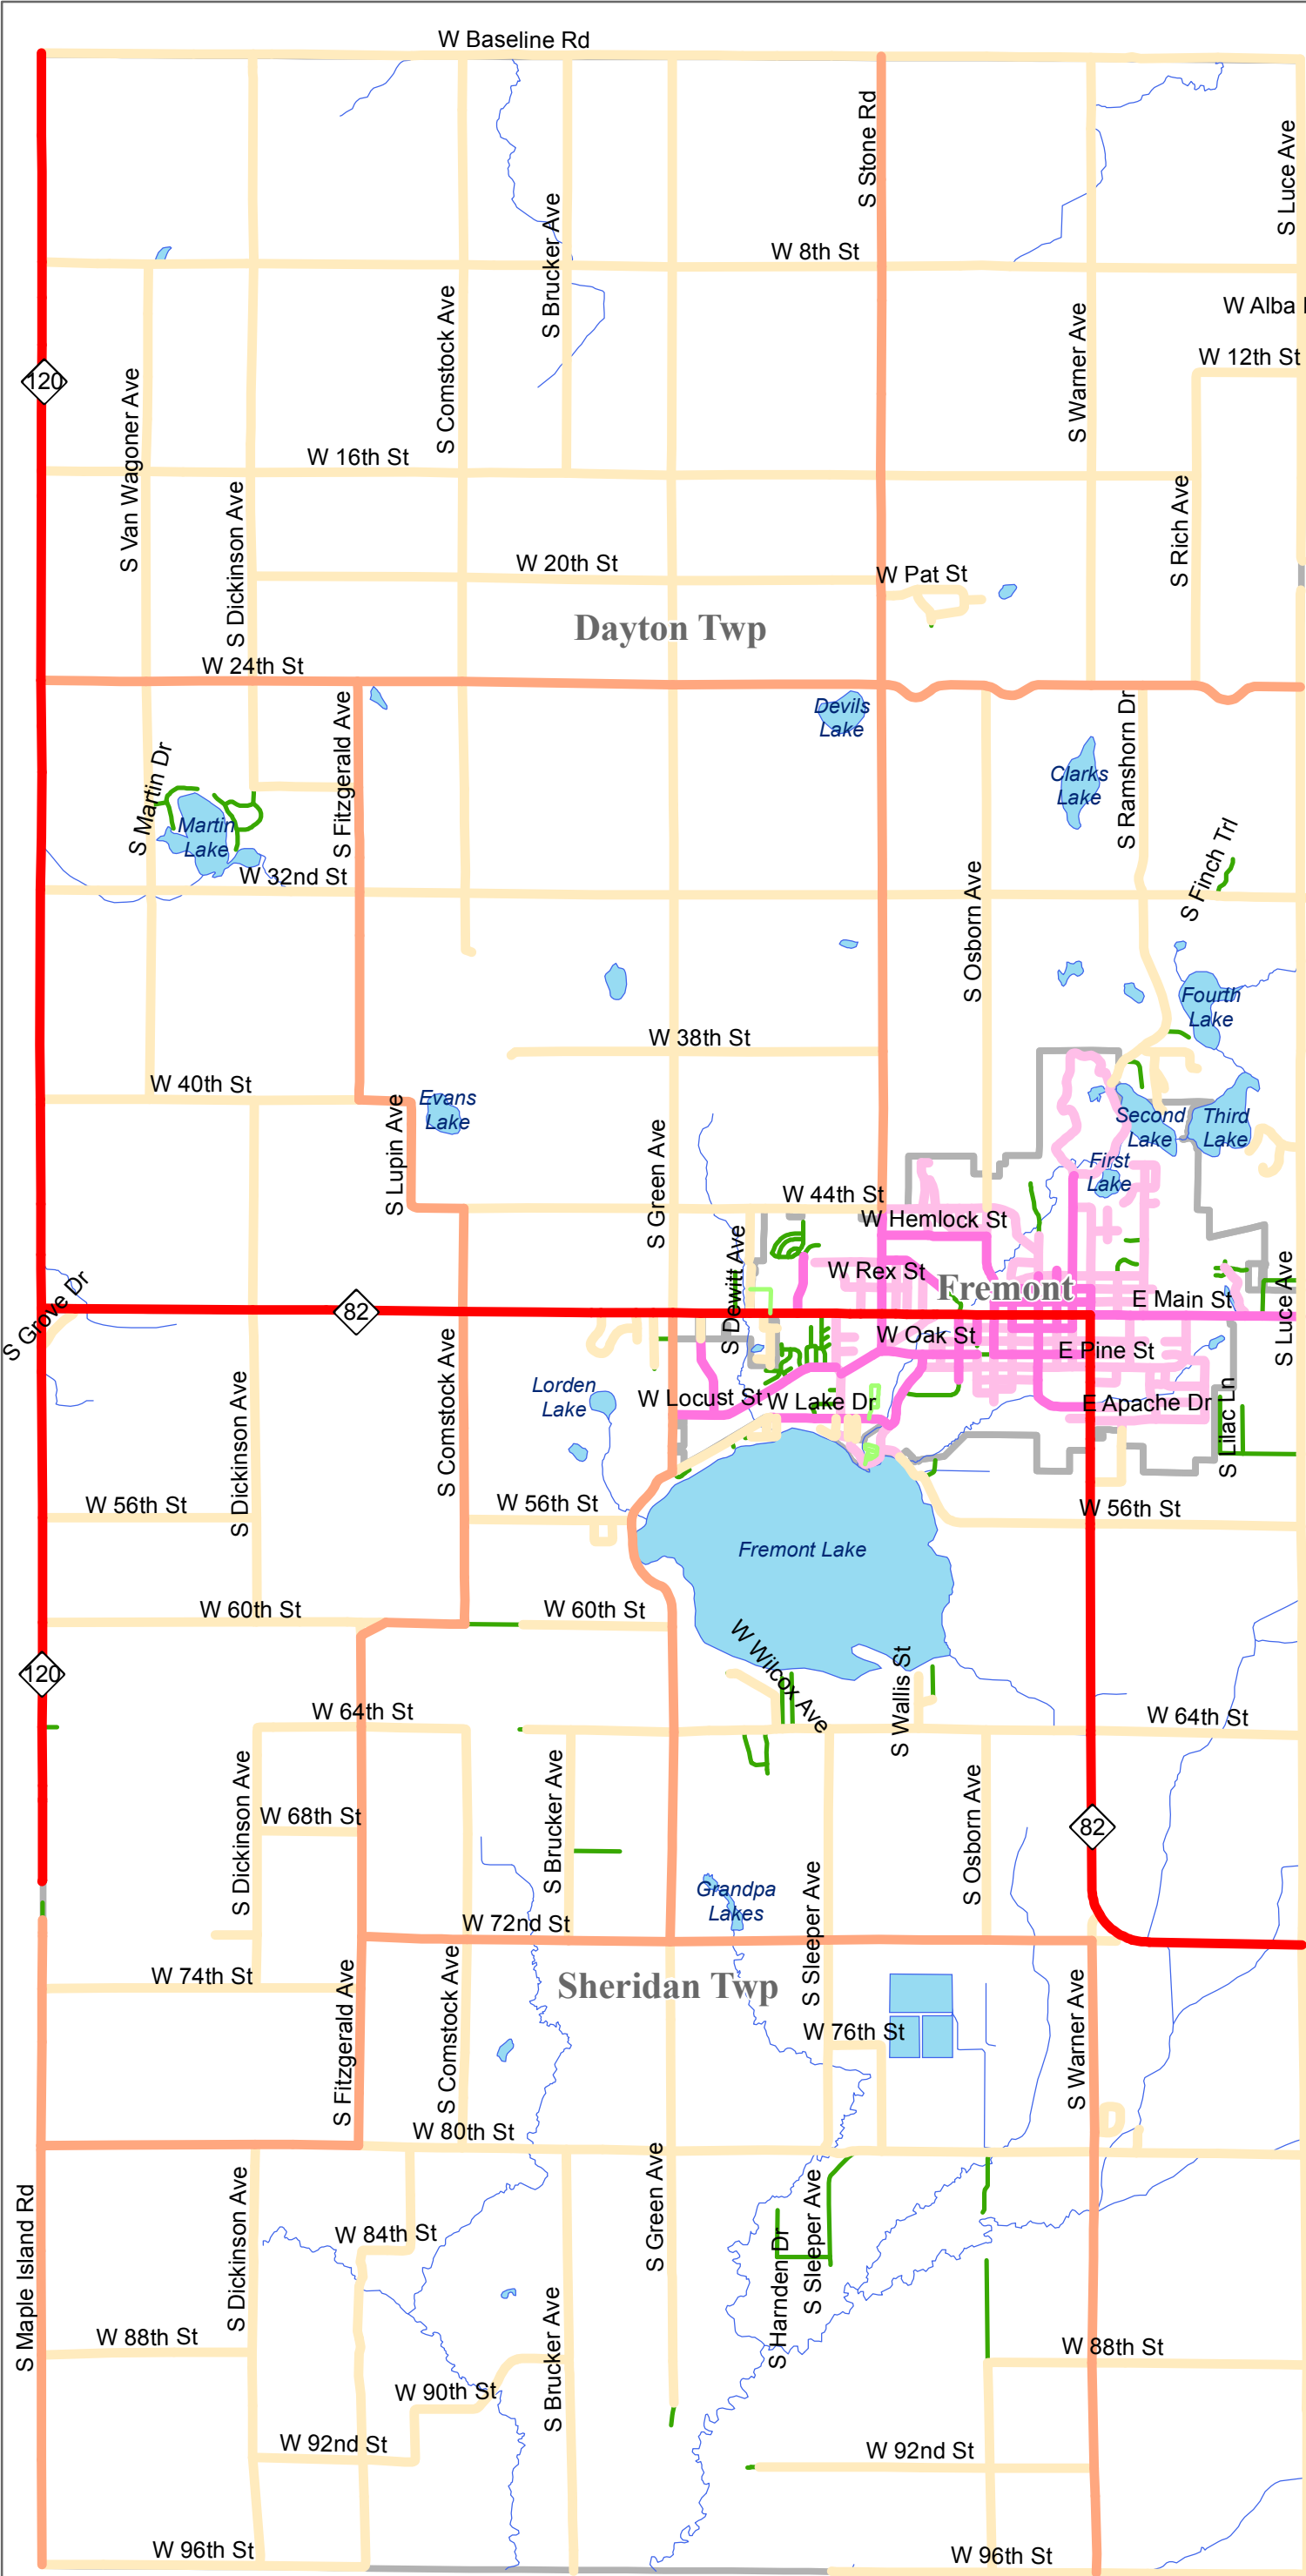 W Baseline Rd
S Stone Rd
S Luce Ave
S Brucker Ave
W 8th St
S Comstock Ave
S Warner Ave
W Alba
W 12th St
120
S Van Wagoner Ave
W 16th St
S Dickinson Ave
S Rich Ave
W 20th St
W Pat St
Dayton Twp
W 24th St
S Fitzgerald Ave
Devils
Lake
S Ramshorn Dr
Clarks
Lake
S Martin Dr
Martin
Lake
S Finch Trl
W 32nd St
S Osborn Ave
Fourth
Lake
W 38th St
W 40th St
Evans
Lake
S Lupin Ave
Second
Lake
Third
Lake
S Green Ave
First
Lake
W 44th St
W Hemlock St
S Dewitt Ave
W Rex St
Fremont
S Grove Dr
82
E Main St
S Luce Ave
W Oak St
E Pine St
S Comstock Ave
S Dickinson Ave
Lorden
Lake
W Locust St
W Lake Dr
E Apache Dr
S Lilac Ln
W 56th St
W 56th St
W 56th St
Fremont Lake
W 60th St
W 60th St
W Wilcox Ave
S Wallis St
120
W 64th St
W 64th St
S Dickinson Ave
W 68th St
S Brucker Ave
S Osborn Ave
82
Grandpa
Lakes
S Sleeper Ave
W 72nd St
W 74th St
Sheridan Twp
S Fitzgerald Ave
S Comstock Ave
W 76th St
S Warner Ave
W 80th St
S Maple Island Rd
S Dickinson Ave
W 84th St
S Green Ave
S Harnden Dr
S Sleeper Ave
W 88th St
W 88th St
S Brucker Ave
W 90th St
W 92nd St
W 92nd St
W 96th St
W 96th St